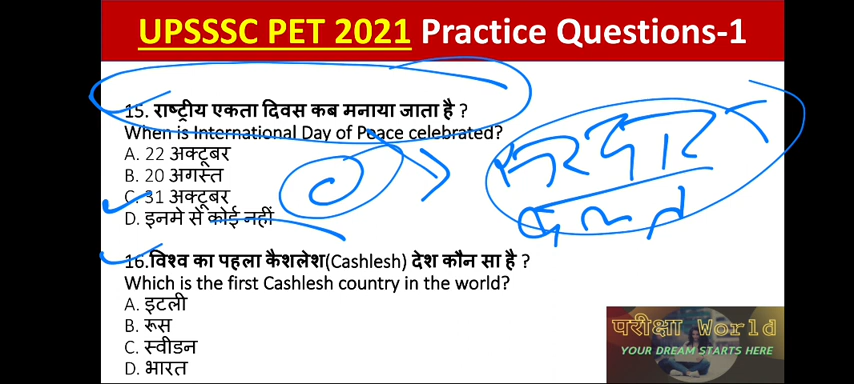 UPSSSC PET 2021 Practice Questions-1
15. राष्ट्रीय एकता दिवस कब मनाया जाता है ?
When is International Day of Peace celebrated?
A. 22 अक्टूबर
B. 20 अगस्त
C. 31 अक्टूबर
D. इनमे से कोई नहीं
सरदार
16.विश्व का पहला कैशलेश(Cashlesh) देश कौन सा है ?
Which is the first Cashlesh country in the world?
A. इटली
B. रूस
C. स्वीडन
D. भारत
परीक्षा World
YOUR DREAM STARTS HERE